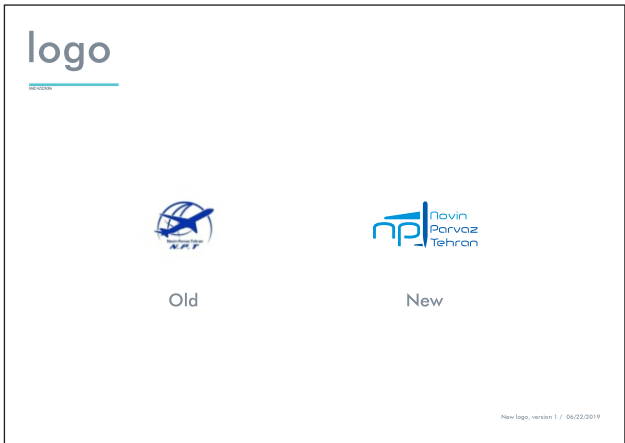 logo
Novin Parvaz Tehran
N.P.T
np
Novin
Parvaz
Tehran
Old
New
New logo, version 1 / 06/22/2019